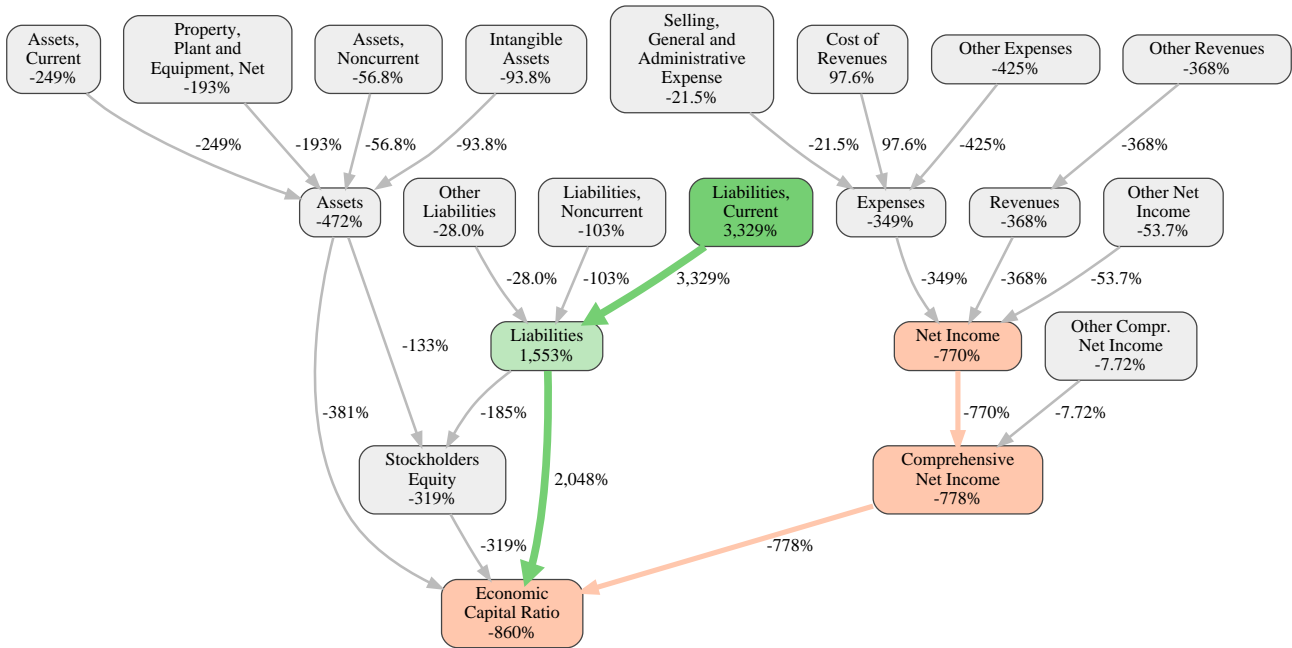 Assets,
Current
-249%
Property,
Plant and
Equipment, Net
-193%
Assets,
Noncurrent
-56.8%
Intangible
Assets
-93.8%
Selling,
General and
Administrative
Expense
-21.5%
Cost of
Revenues
97.6%
Other Expenses
-425%
Other Revenues
-368%
-249%
-193%
-56.8%
-93.8%
-21.5%
97.6%
-425%
-368%
Assets
-472%
Other
Liabilities
-28.0%
Liabilities,
Noncurrent
-103%
Liabilities,
Current
3,329%
Expenses
-349%
Revenues
-368%
Other Net
Income
-53.7%
-28.0%
-103%
3,329%
-349%
-368%
-53.7%
-133%
Liabilities
1,553%
Net Income
-770%
Other Compr.
Net Income
-7.72%
-381%
-185%
-770%
-7.72%
Stockholders
Equity
-319%
2,048%
Comprehensive
Net Income
-778%
-319%
-778%
Economic
Capital Ratio
-860%